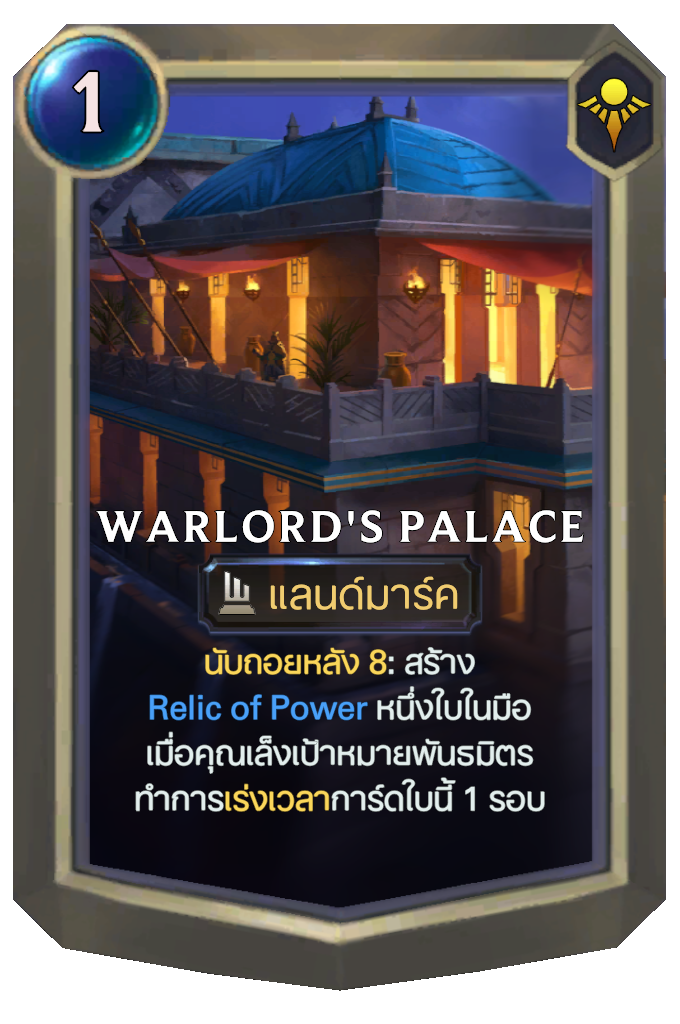 1
WARLORD'S PALACE
แลนด์มาร์ค
นับถอยหลัง 8: สร้าง
Relic of Power หนึ่งใบในมือ
เมื่อคุณเล็งเป้าหมายพันธมิตร
ทำการเร่งเวลาการ์ดใบนี้ 1 รอบ